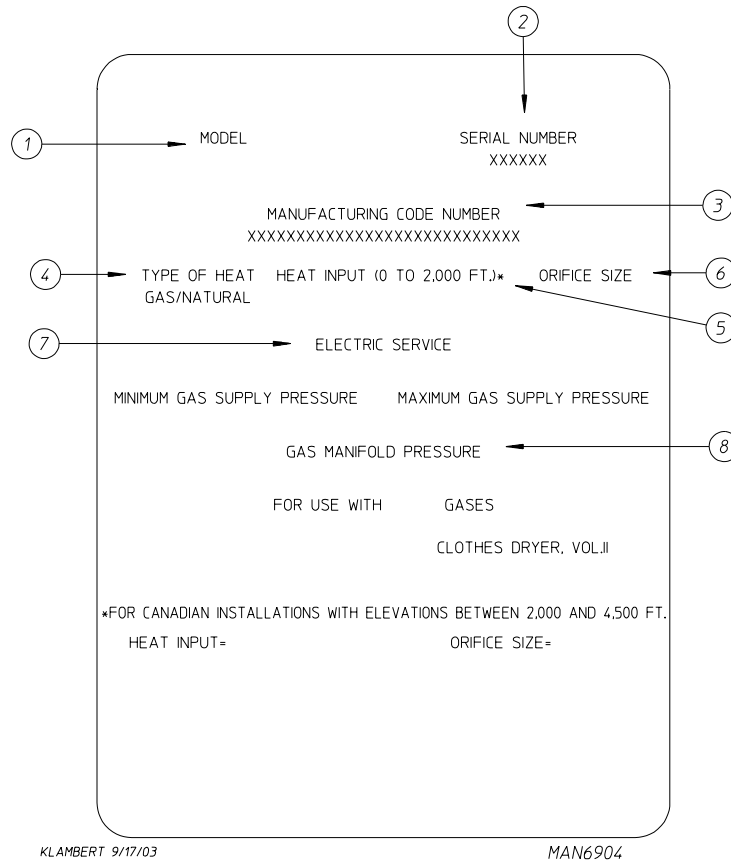 2
1
MODEL
SERIAL NUMBER
XXXXXX
3
MANUFACTURING CODE NUMBER
XXXXXXXXXXXXXXXXXXXXXXXXXXXX
4
TYPE OF HEAT HEAT INPUT (0 TO 2,000 FT.)* ORIFICE SIZE
6
GAS/NATURAL
5
7
ELECTRIC SERVICE
MINIMUM GAS SUPPLY PRESSURE MAXIMUM GAS SUPPLY PRESSURE
GAS MANIFOLD PRESSURE
8
FOR USE WITH GASES
CLOTHES DRYER, VOL.II
*FOR CANADIAN INSTALLATIONS WITH ELEVATIONS BETWEEN 2,000 AND 4,500 FT.
HEAT INPUT= ORIFICE SIZE=
KLAMBERT 9/17/03 MAN6904